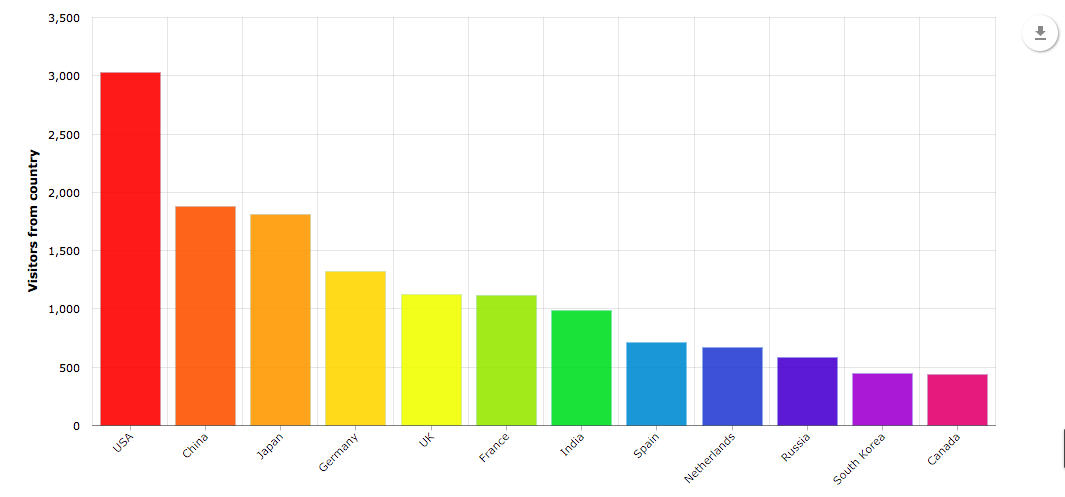 3,500
3,000
2,500
2,000
1,500
1,000
500
0
Visitors from country
USA
China
Japan
Germany
UK
France
India
Spain
Netherlands
Russia
South Korea
Canada